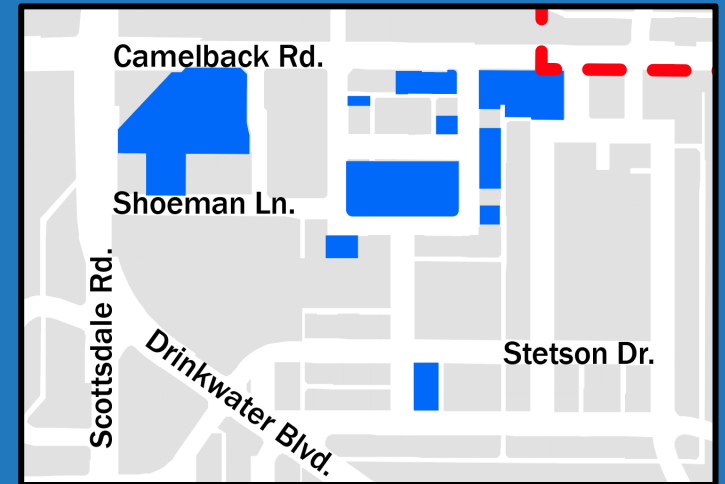 Camelback Rd.
Shoeman Ln.
Scottsdale Rd.
Drinkwater Blvd.
Stetson Dr.